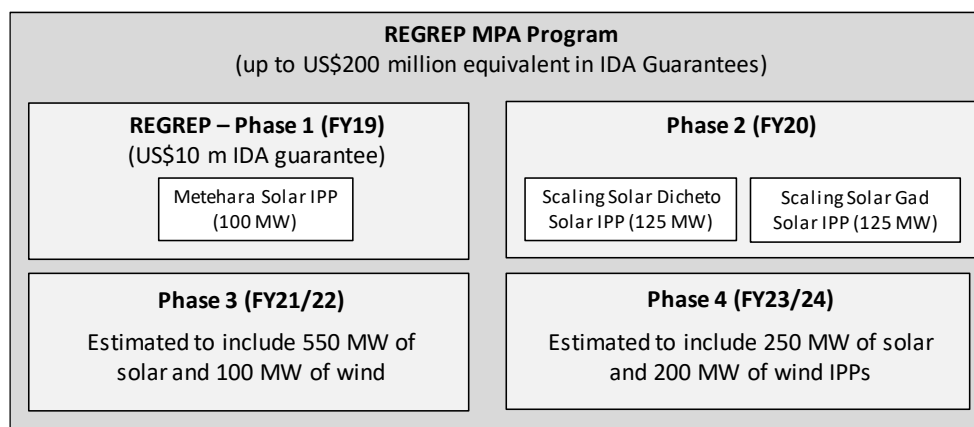 REGREP MPA Program
(up to US$200 million equivalent in IDA Guarantees)
REGREP – Phase 1 (FY19)
(US$10 m IDA guarantee)
Metehara Solar IPP
(100 MW)
Phase 2 (FY20)
Scaling Solar Dicheto
Solar IPP (125 MW)
Scaling Solar Gad
Solar IPP (125 MW)
Phase 3 (FY21/22)
Estimated to include 550 MW of
solar and 100 MW of wind
Phase 4 (FY23/24)
Estimated to include 250 MW of solar
and 200 MW of wind IPPs